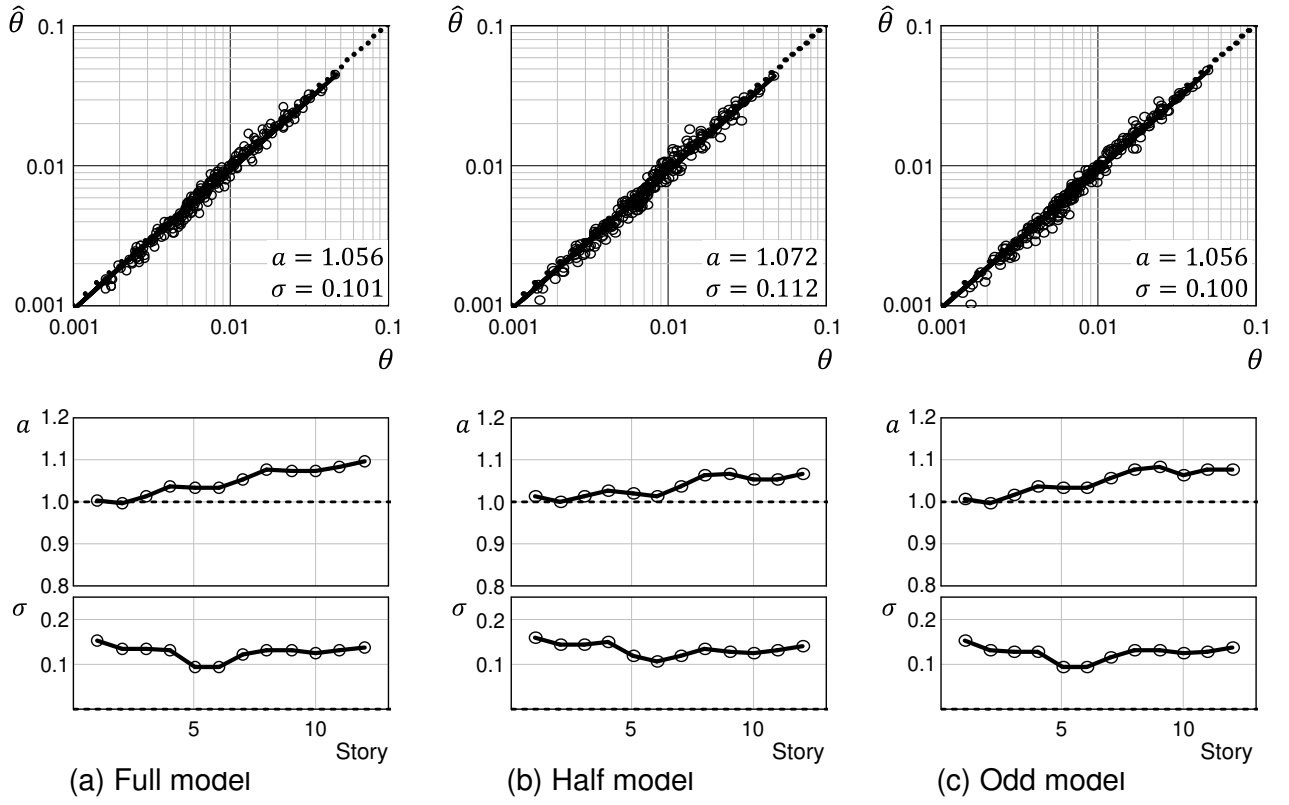 θ̂
0.1
0.01
0.001
a = 1.056
σ = 0.101
0.001
0.01
0.1
θ
a
1.2
1.1
1.0
0.9
0.8
σ
0.2
0.1
5
10
Story
(a) Full model
θ̂
0.1
0.01
0.001
a = 1.072
σ = 0.112
0.001
0.01
0.1
θ
a
1.2
1.1
1.0
0.9
0.8
σ
0.2
0.1
5
10
Story
(b) Half model
θ̂
0.1
0.01
0.001
a = 1.056
σ = 0.100
0.001
0.01
0.1
θ
a
1.2
1.1
1.0
0.9
0.8
σ
0.2
0.1
5
10
Story
(c) Odd model